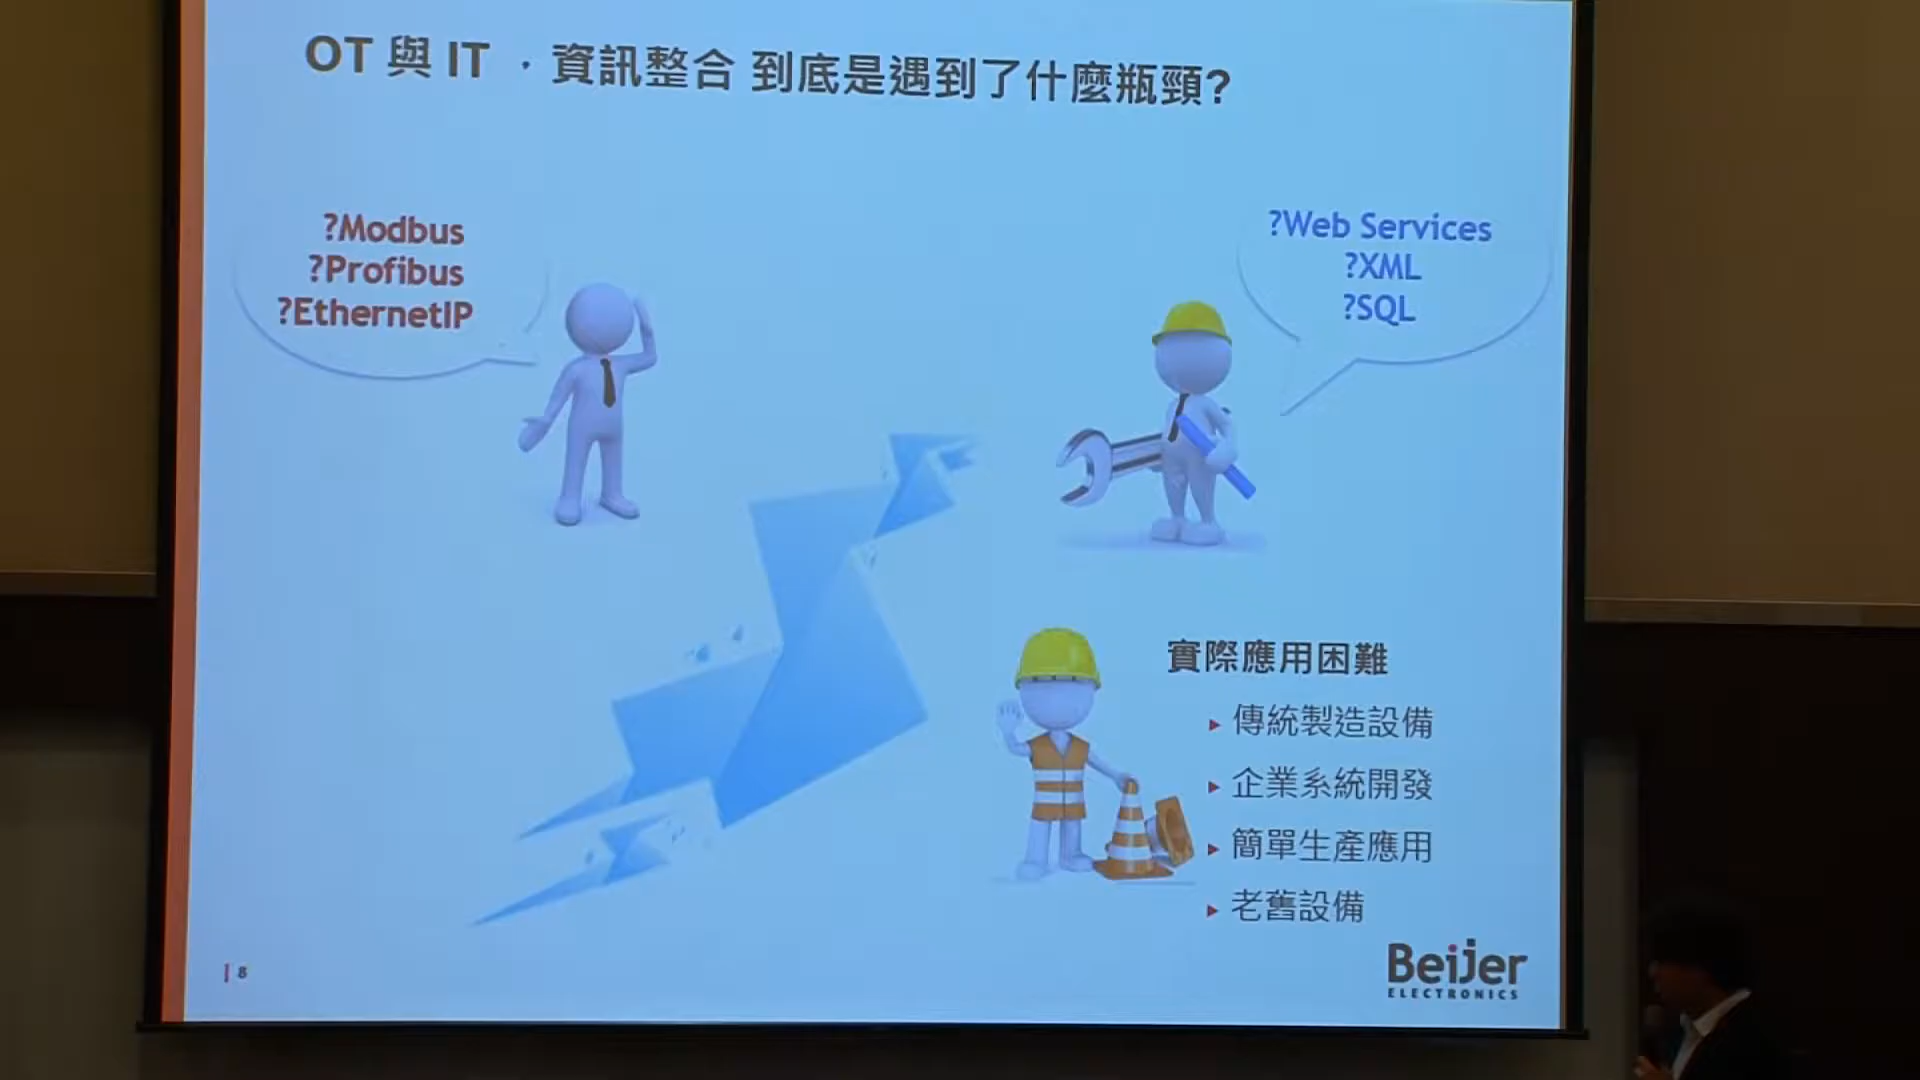 OT 與 IT ．資訊整合 到底是遇到了什麼瓶頸?
?Modbus
?Profibus
?EthernetIP
?Web Services
?XML
?SQL
實際應用困難
傳統製造設備
企業系統開發
簡單生產應用
老舊設備
8
Beijer
ELECTRONICS